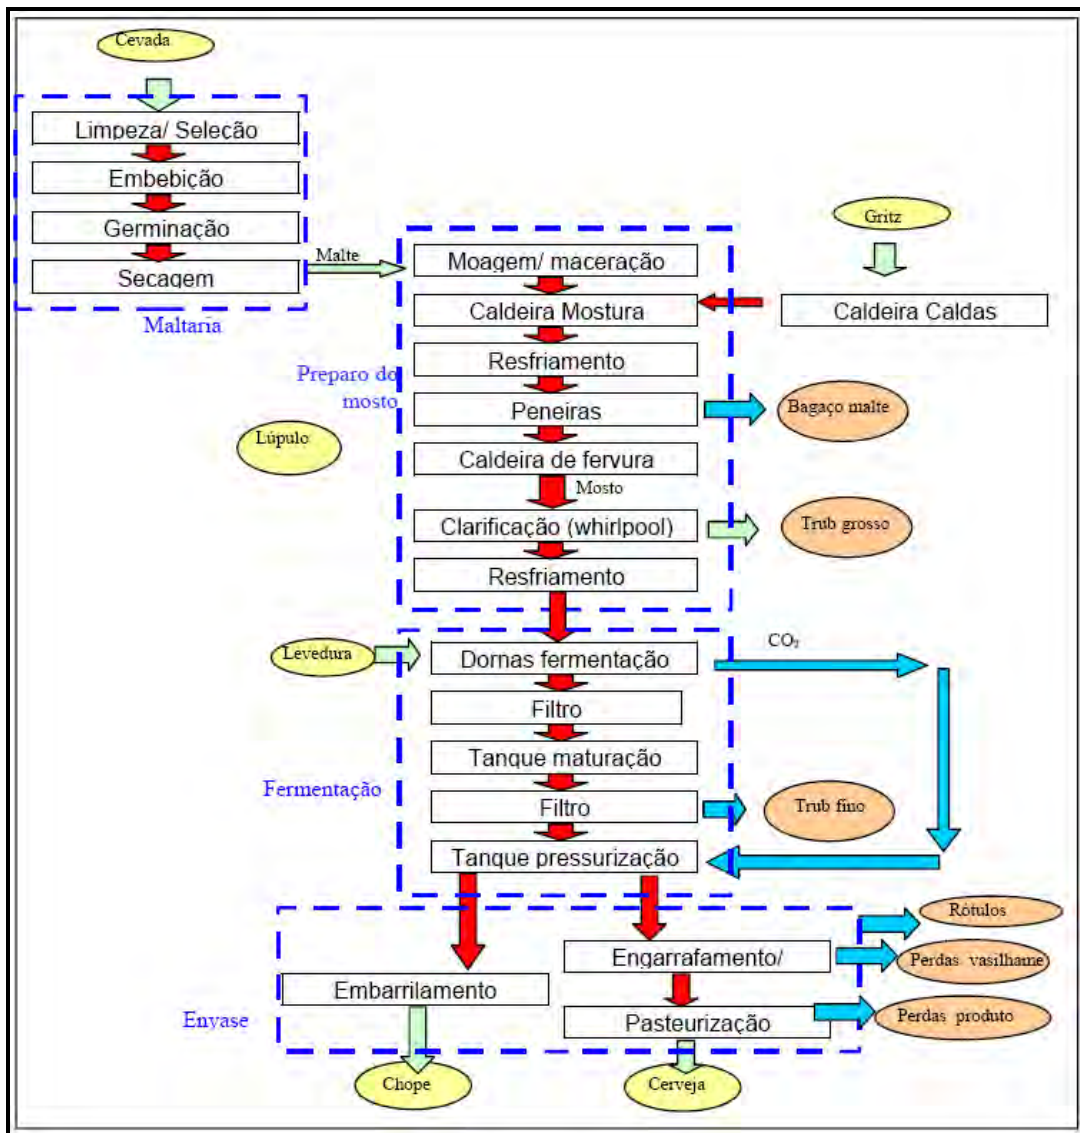 Cevada
Limpeza/ Seleção
Embebição
Germinação
Secagem
Maltaria
Malte
Gritz
Moagem/ maceração
Caldeira Mostura
Caldeira Caldas
Resfriamento
Preparo do
mosto
Peneiras
Bagaço malte
Lúpulo
Caldeira de fervura
Mosto
Clarificação (whirlpool)
Trub grosso
Resfriamento
Levedura
Dornas fermentação
CO₂
Filtro
Tanque maturação
Fermentação
Filtro
Trub fino
Tanque pressurização
Rótulos
Engarrafamento/
Perdas vasilhame
Embarrilamento
Enyase
Pasteurização
Perdas produto
Chope
Cerveja